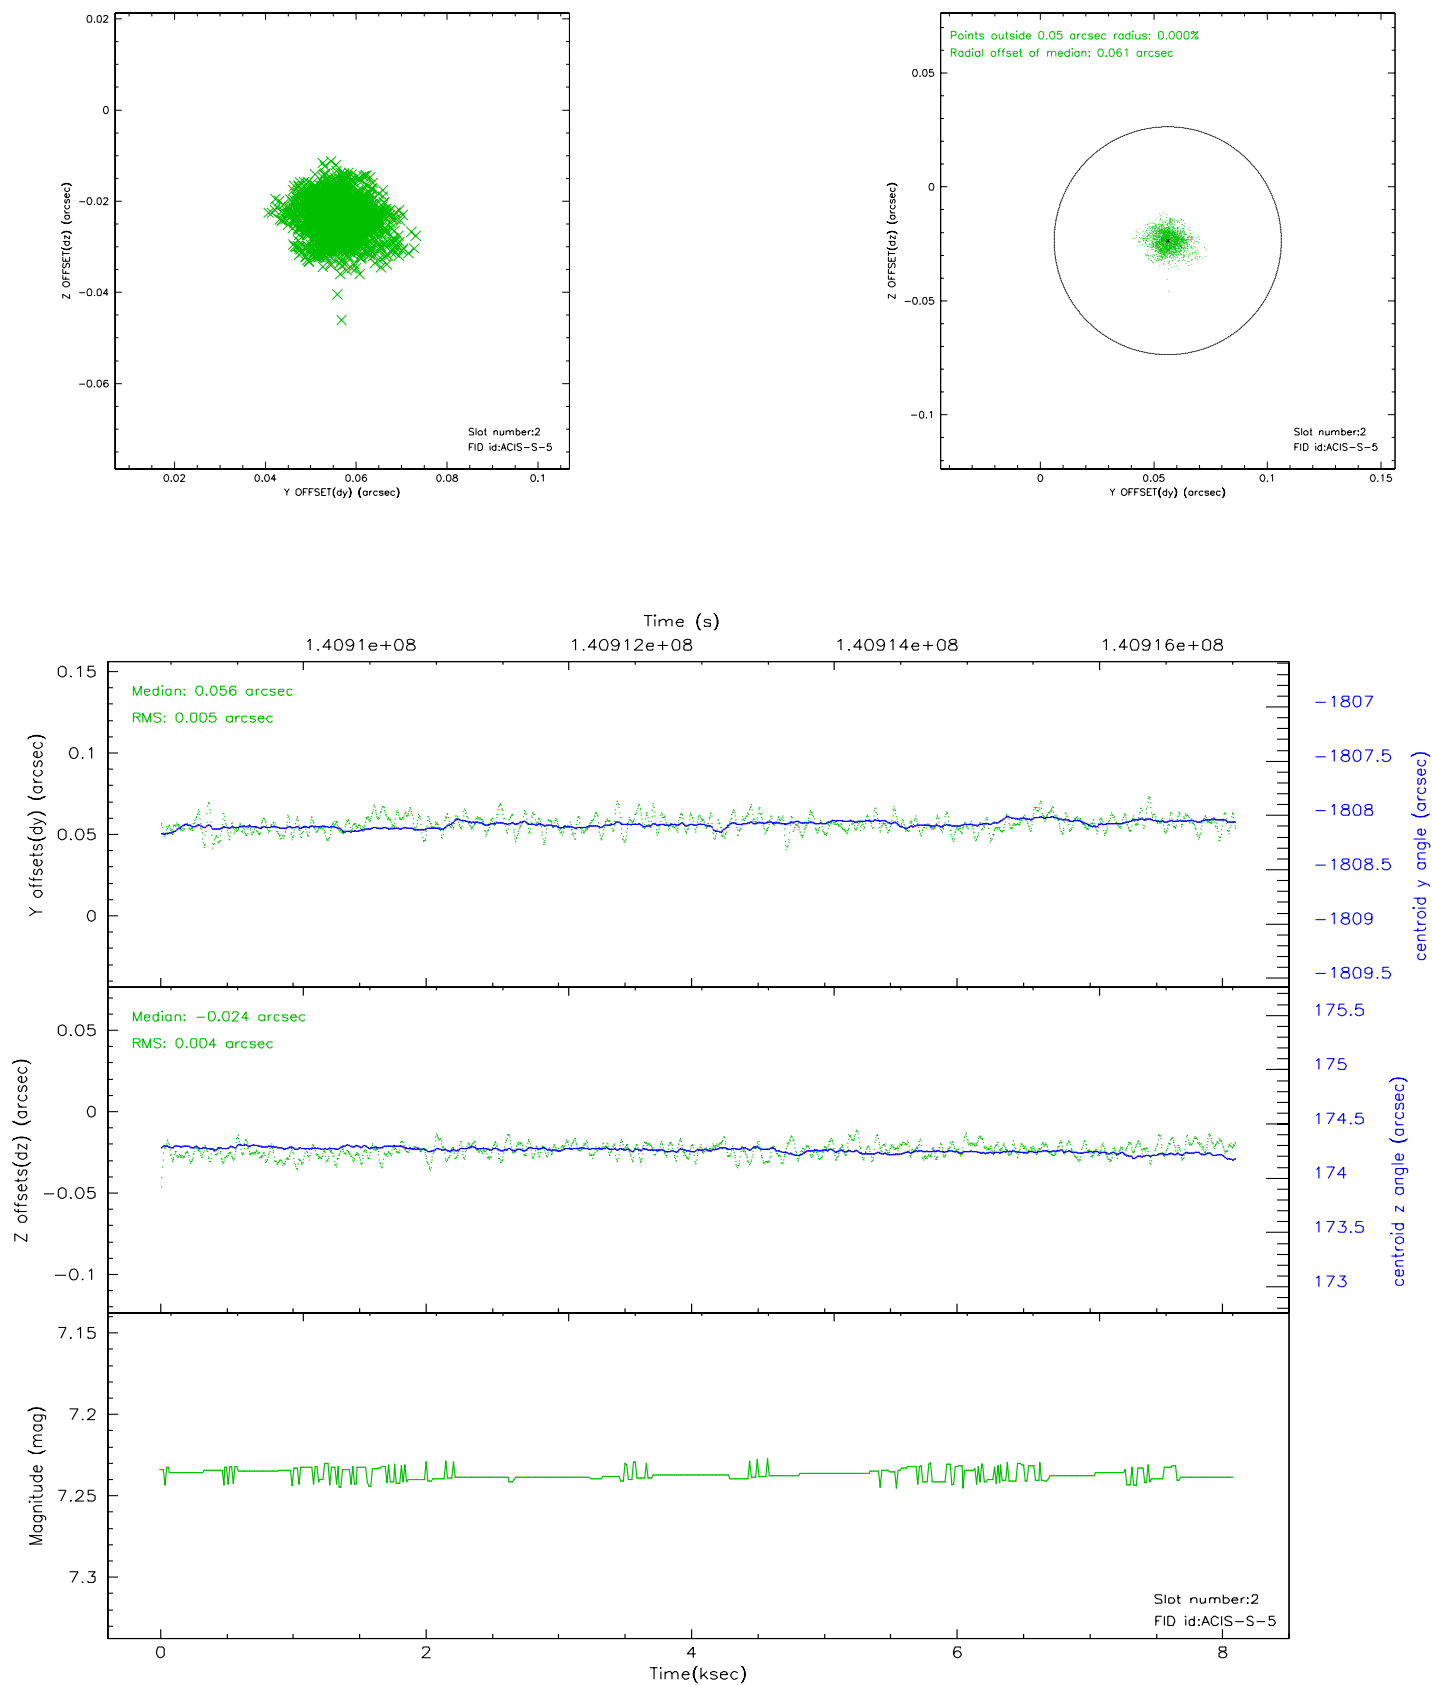 0.02
0
-0.02
-0.04
-0.06
Z OFFSET(dz) (arcsec)
Slot number:2
FID id:ACIS-S-5
0.02 0.04 0.06 0.08 0.1
Y OFFSET(dy) (arcsec)
Points outside 0.05 arcsec radius: 0.000%
Radial offset of median: 0.061 arcsec
0.05
0
-0.05
-0.1
Z OFFSET(dz) (arcsec)
Slot number:2
FID id:ACIS-S-5
0 0.05 0.1 0.15
Y OFFSET(dy) (arcsec)
Time (s)
1.4091e+08 1.40912e+08 1.40914e+08 1.40916e+08
Median: 0.056 arcsec
RMS: 0.005 arcsec
0.15
0.1
0.05
0
Y offsets(dy) (arcsec)
-1807
-1807.5
-1808
-1808.5
-1809
-1809.5
centroid y angle (arcsec)
Median: -0.024 arcsec
RMS: 0.004 arcsec
0.05
0
-0.05
-0.1
Z offsets(dz) (arcsec)
175.5
175
174.5
174
173.5
173
centroid z angle (arcsec)
7.15
7.2
7.25
7.3
Magnitude (mag)
Slot number:2
FID id:ACIS-S-5
0 2 4 6 8
Time(ksec)